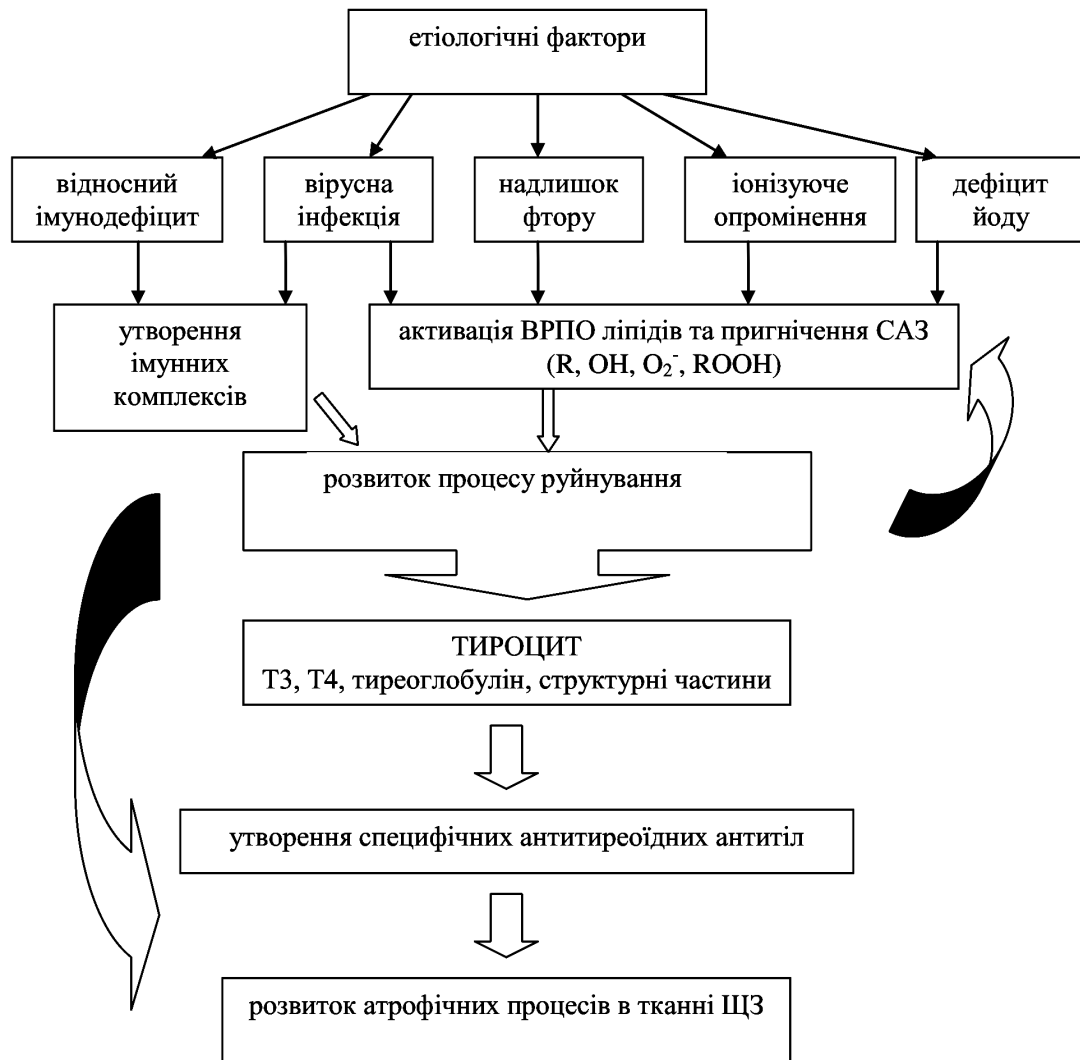 етіологічні фактори
відносний
імунодефіцит
вірусна
інфекція
надлишок
фтору
іонізуюче
опромінення
дефіцит
йоду
утворення
імунних
комплексів
активація ВРПО ліпідів та пригнічення САЗ
(R, OH, O₂⁻, ROOH)
розвиток процесу руйнування
ТИРОЦИТ
Т3, Т4, тиреоглобулін, структурні частини
утворення специфічних антитиреоїдних антитіл
розвиток атрофічних процесів в тканні ЩЗ